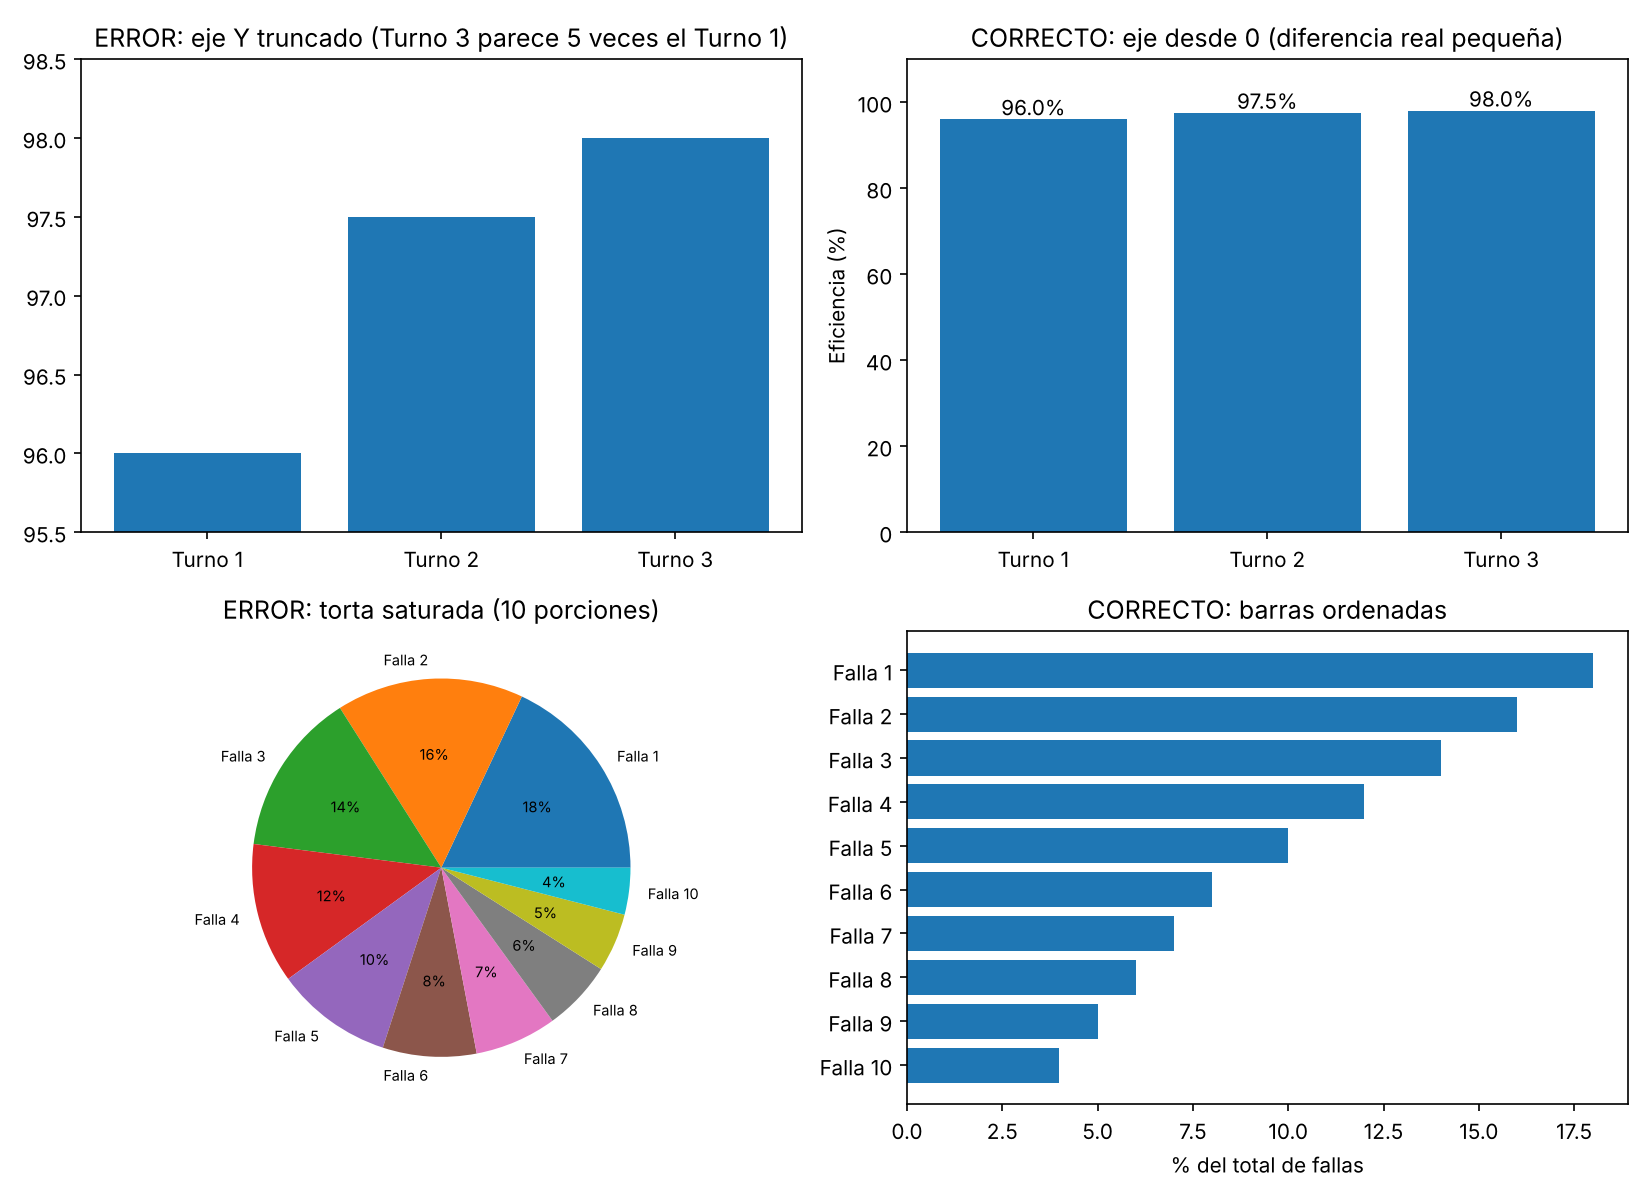 ERROR: eje Y truncado (Turno 3 parece 5 veces el Turno 1)
98.5
98.0
97.5
97.0
96.5
96.0
95.5
Turno 1
Turno 2
Turno 3
CORRECTO: eje desde 0 (diferencia real pequeña)
Eficiencia (%)
100
80
60
40
20
0
96.0%
97.5%
98.0%
Turno 1
Turno 2
Turno 3
ERROR: torta saturada (10 porciones)
Falla 1
18%
Falla 2
16%
Falla 3
14%
Falla 4
12%
Falla 5
10%
Falla 6
8%
Falla 7
7%
Falla 8
6%
Falla 9
5%
Falla 10
4%
CORRECTO: barras ordenadas
Falla 1
Falla 2
Falla 3
Falla 4
Falla 5
Falla 6
Falla 7
Falla 8
Falla 9
Falla 10
0.0
2.5
5.0
7.5
10.0
12.5
15.0
17.5
% del total de fallas